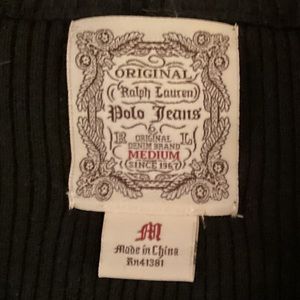 ORIGINAL
(Ralph Lauren)
Polo Jeans
R ORIGINAL L
DENIM BRAND
MEDIUM
(SINCE 1967)
M
Made in China
Rn41381